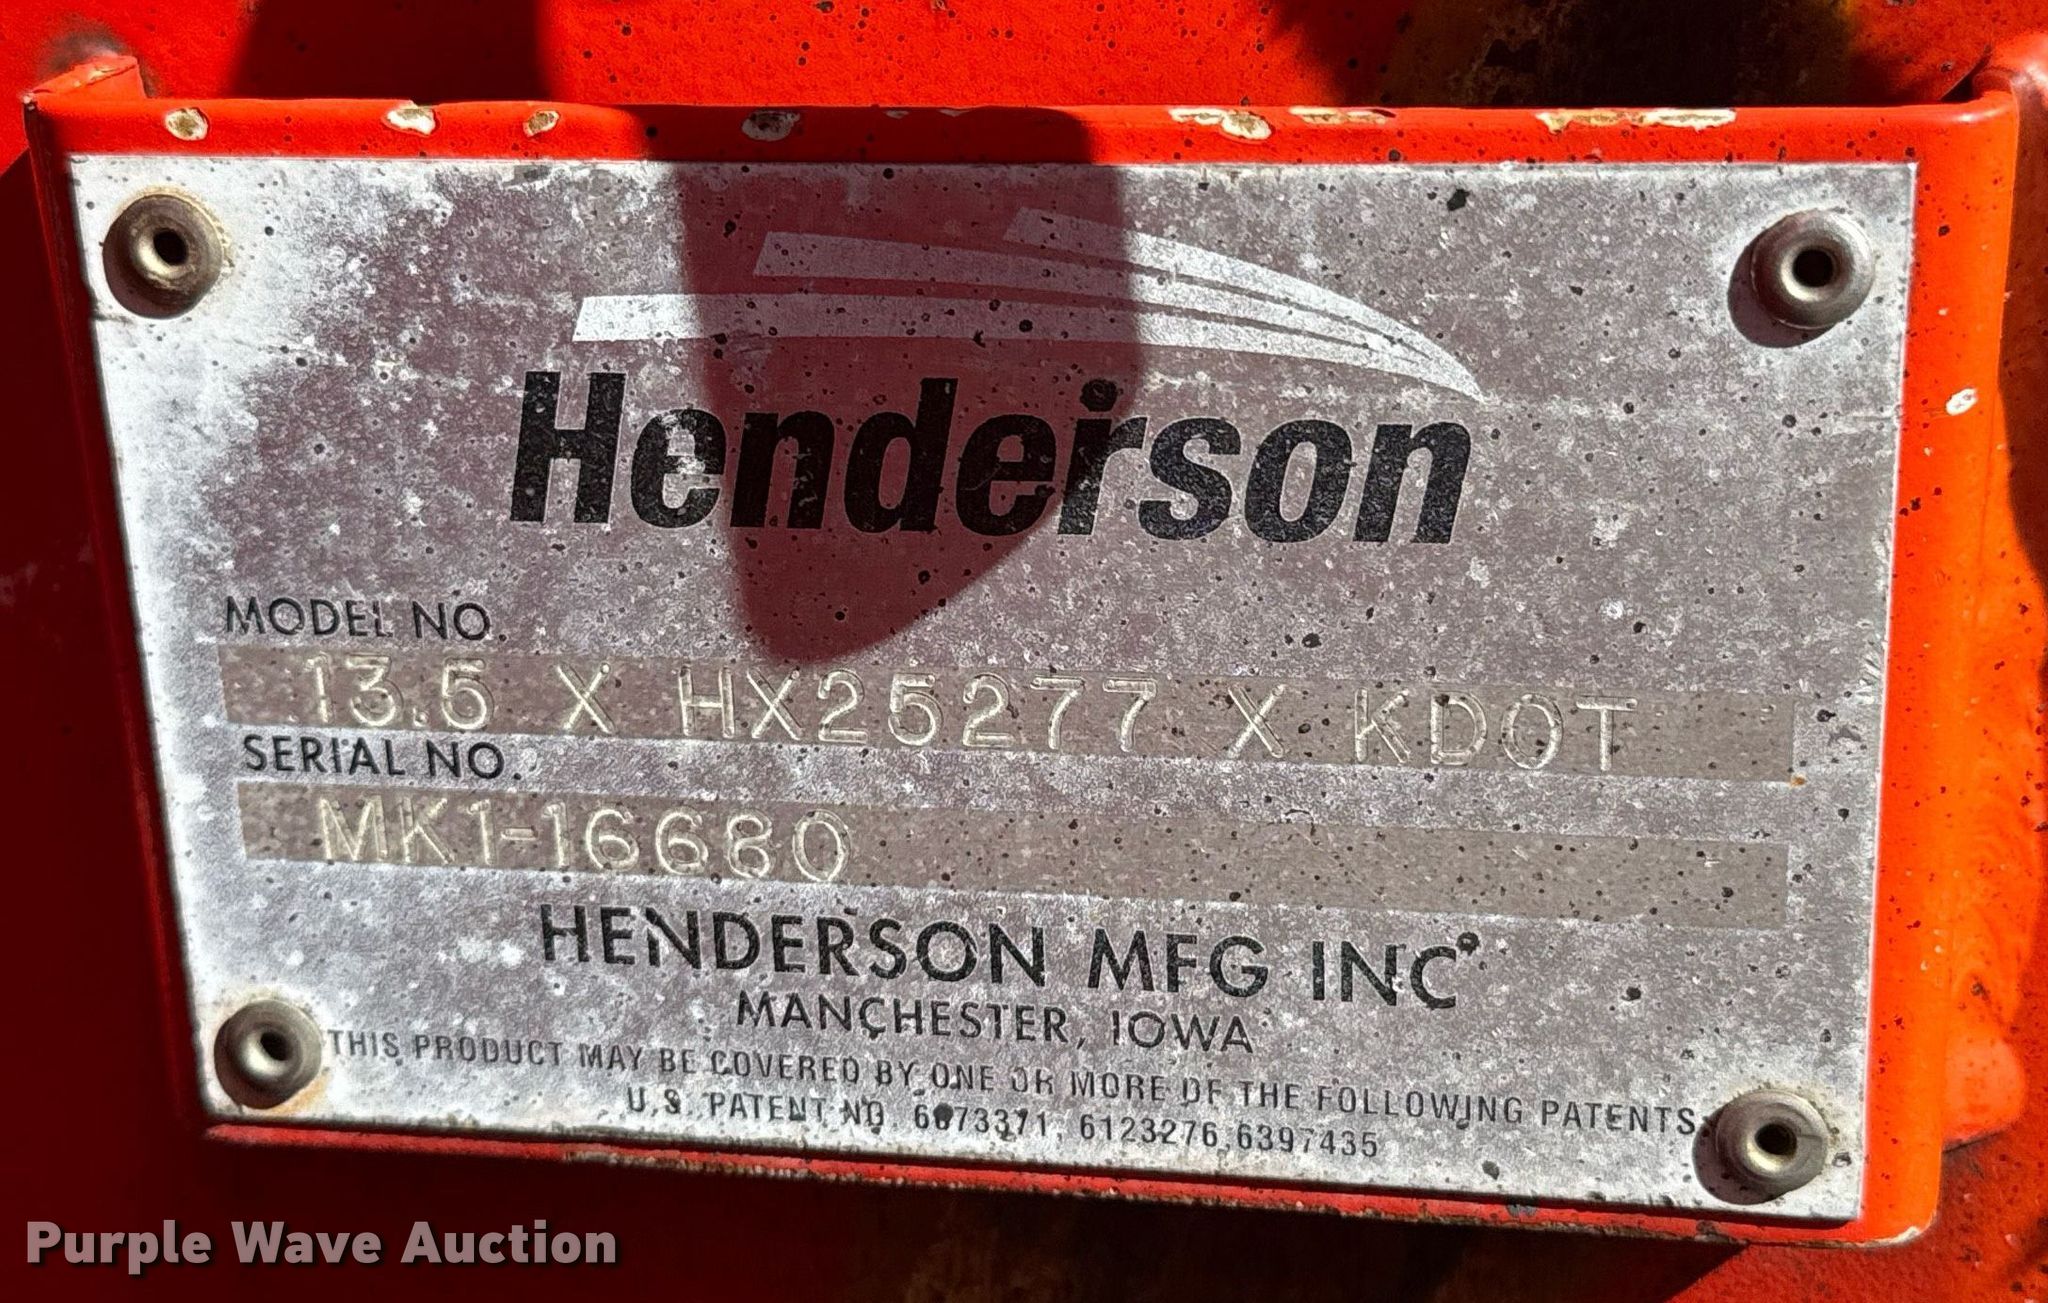 Henderson
MODEL NO.
13.5 X HX25277 X KDOT
SERIAL NO.
MK1-16680
HENDERSON MFG INC.
MANCHESTER, IOWA
THIS PRODUCT MAY BE COVERED BY ONE OR MORE OF THE FOLLOWING PATENTS
U.S. PATENT NO. 6073371, 6123276, 6397435
Purple Wave Auction